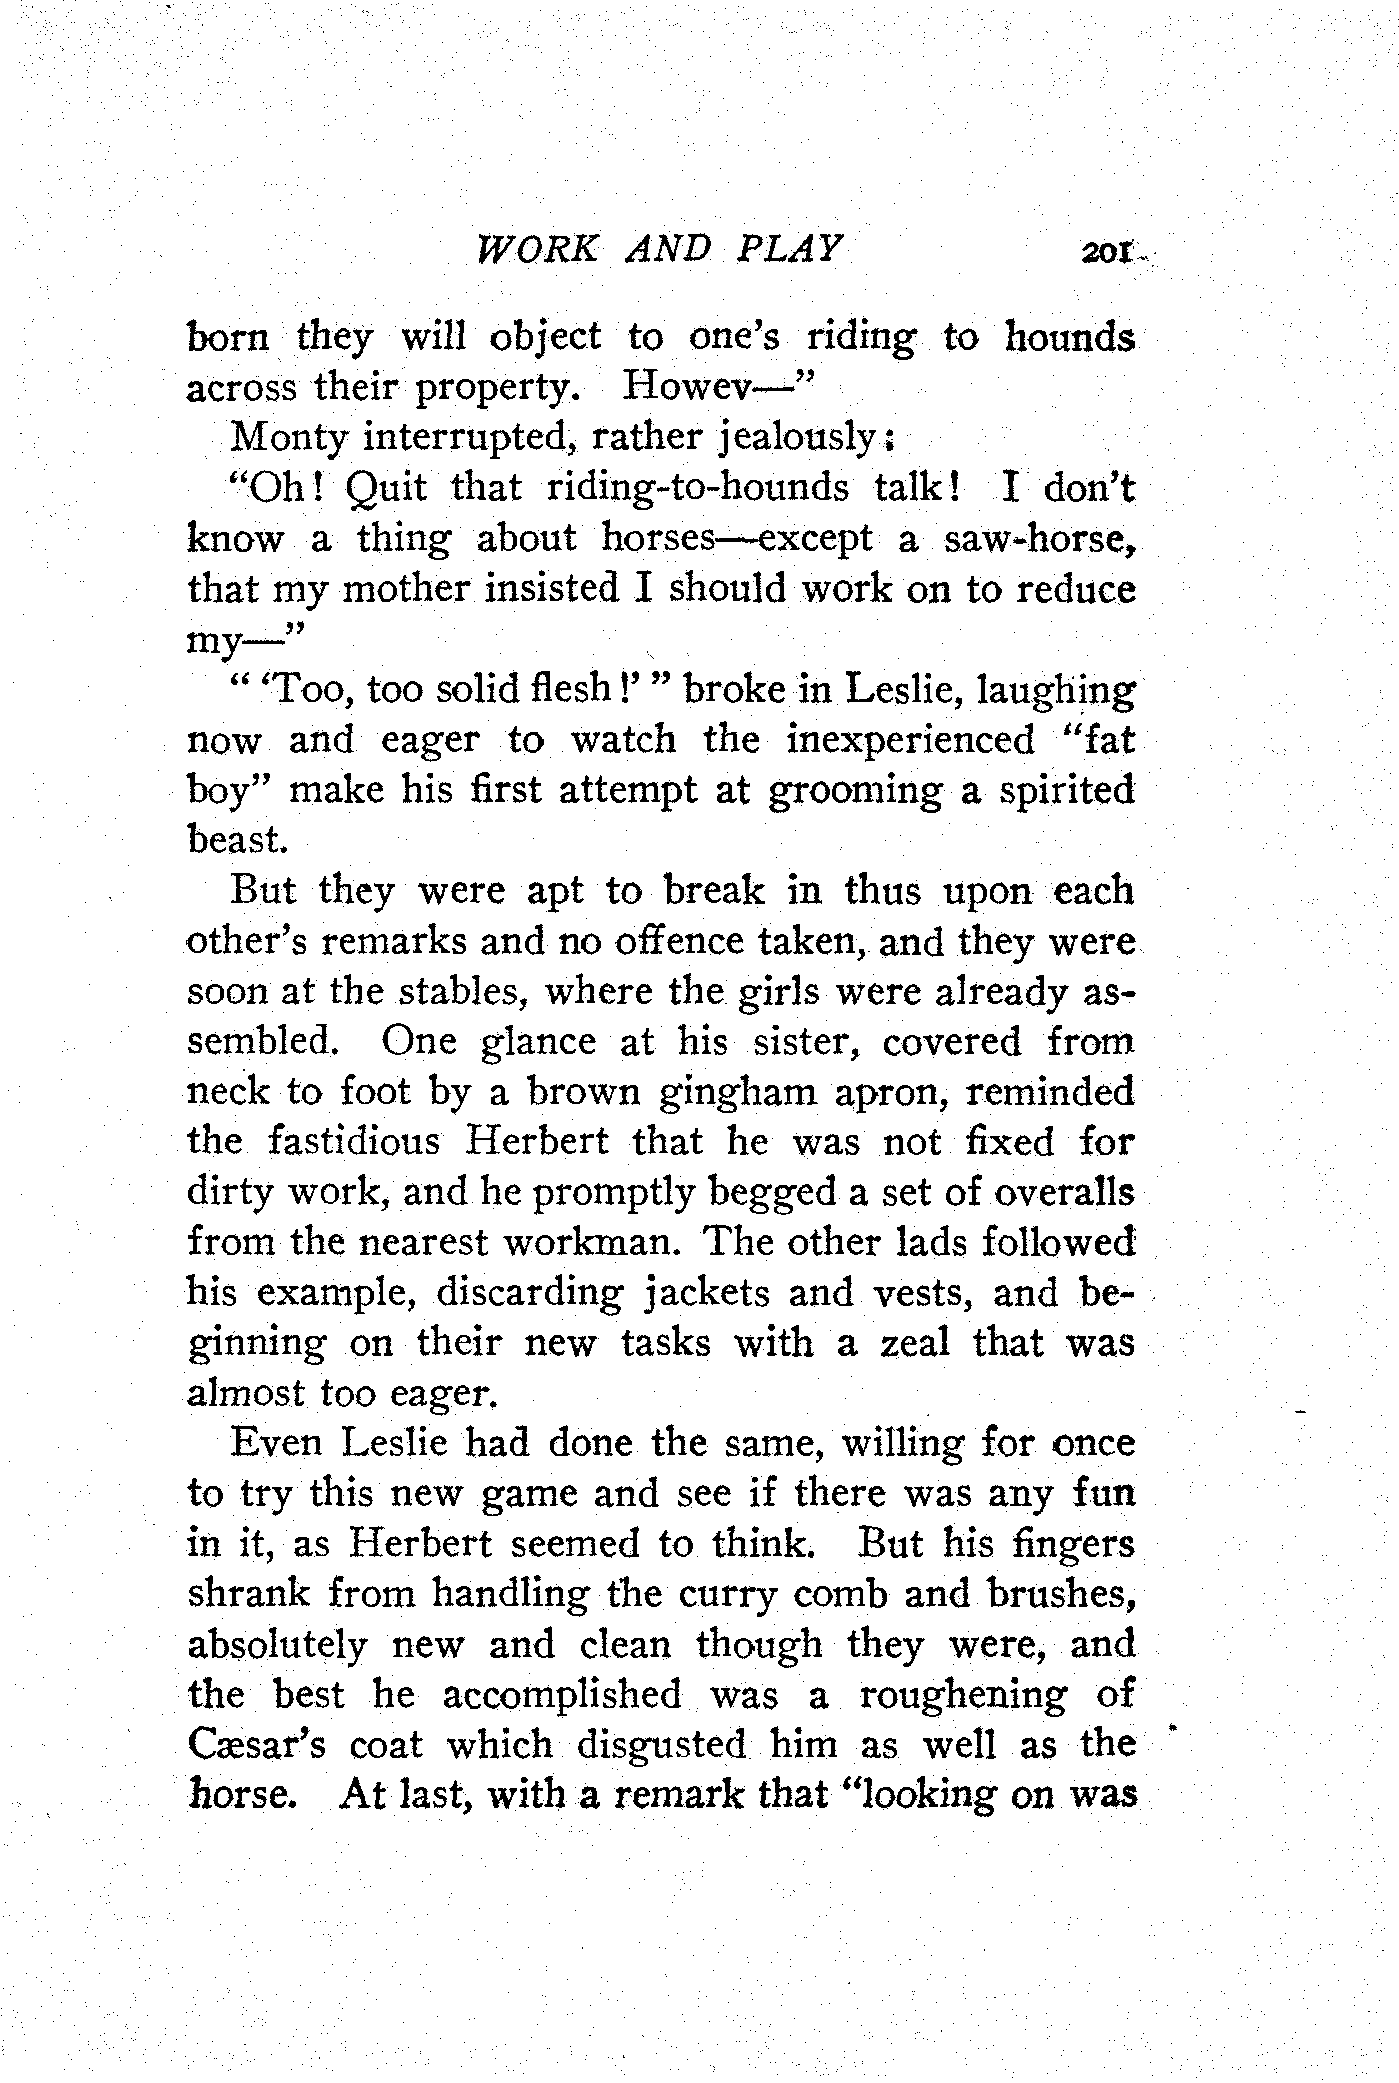 WORK AND PLAY 201
born they will object to one's riding to hounds
across their property. Howev—”
Monty interrupted, rather jealously:
“Oh! Quit that riding-to-hounds talk! I don't
know a thing about horses—except a saw-horse,
that my mother insisted I should work on to reduce
my—”
“ ‘Too, too solid flesh!’ ” broke in Leslie, laughing
now and eager to watch the inexperienced “fat
boy” make his first attempt at grooming a spirited
beast.
But they were apt to break in thus upon each
other's remarks and no offence taken, and they were
soon at the stables, where the girls were already as-
sembled. One glance at his sister, covered from
neck to foot by a brown gingham apron, reminded
the fastidious Herbert that he was not fixed for
dirty work, and he promptly begged a set of overalls
from the nearest workman. The other lads followed
his example, discarding jackets and vests, and be-
ginning on their new tasks with a zeal that was
almost too eager.
Even Leslie had done the same, willing for once
to try this new game and see if there was any fun
in it, as Herbert seemed to think. But his fingers
shrank from handling the curry comb and brushes,
absolutely new and clean though they were, and
the best he accomplished was a roughening of
Cæsar's coat which disgusted him as well as the
horse. At last, with a remark that “looking on was